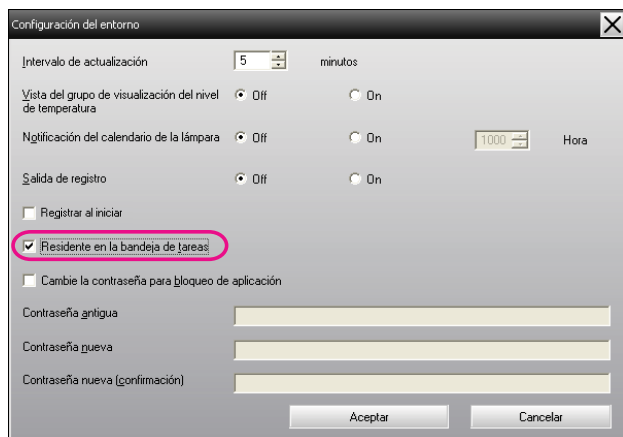 Configuración del entorno
Intervalo de actualización 5 minutos
Vista del grupo de visualización del nivel de temperatura Off On
Notificación del calendario de la lámpara Off On 1000 Hora
Salida de registro Off On
Registrar al iniciar
Residente en la bandeja de tareas
Cambie la contraseña para bloqueo de aplicación
Contraseña antigua
Contraseña nueva
Contraseña nueva (confirmación)
Aceptar Cancelar